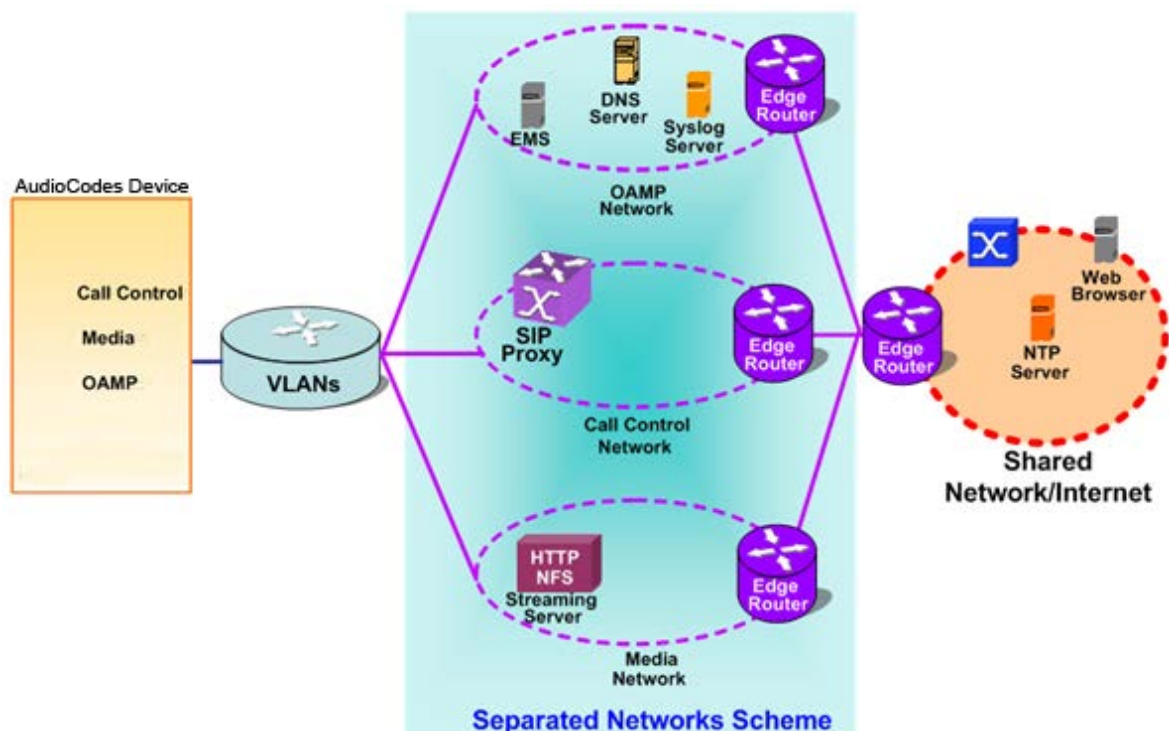 AudioCodes Device
Call Control
Media
OAMP
VLANs
EMS
DNS
Server
Syslog
Server
Edge
Router
OAMP
Network
SIP
Proxy
Edge
Router
Call Control
Network
HTTP
NFS
Streaming
Server
Edge
Router
Media
Network
Separated Networks Scheme
Edge
Router
Web
Browser
NTP
Server
Shared
Network/Internet